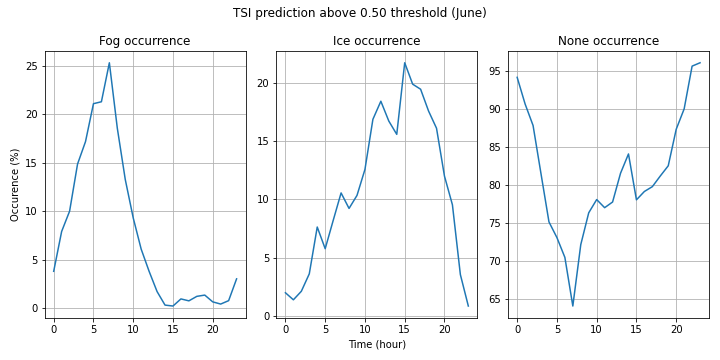 TSI prediction above 0.50 threshold (June)
Fog occurrence
Ice occurrence
None occurrence
Occurence (%)
25
20
15
10
5
0
0 5 10 15 20
20
15
10
5
0
0 5 10 15 20
95
90
85
80
75
70
65
0 5 10 15 20
Time (hour)